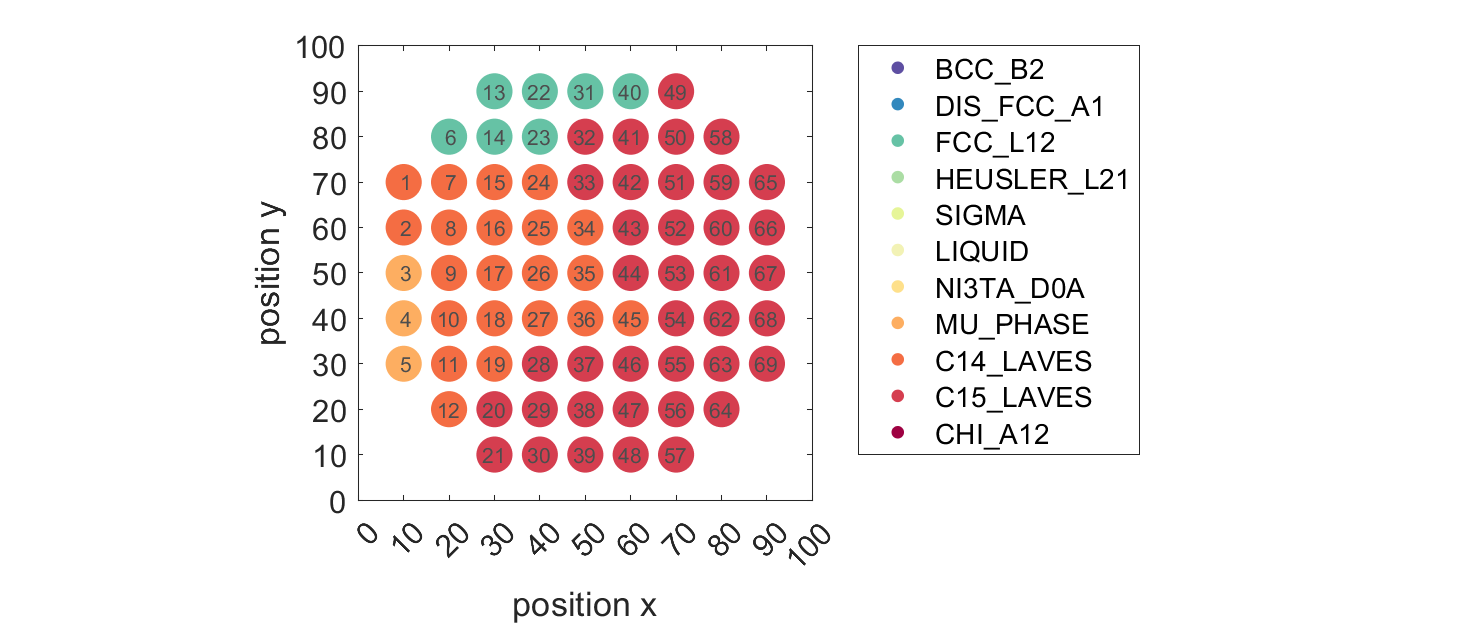 100
90
80
70
60
50
40
30
20
10
0
position y
13 22 31 40 49
6 14 23 32 41 50 58
1 7 15 24 33 42 51 59 65
2 8 16 25 34 43 52 60 66
3 9 17 26 35 44 53 61 67
4 10 18 27 36 45 54 62 68
5 11 19 28 37 46 55 63 69
12 20 29 38 47 56 64
21 30 39 48 57
0 10 20 30 40 50 60 70 80 90 100
position x
BCC_B2
DIS_FCC_A1
FCC_L12
HEUSLER_L21
SIGMA
LIQUID
NI3TA_D0A
MU_PHASE
C14_LAVES
C15_LAVES
CHI_A12